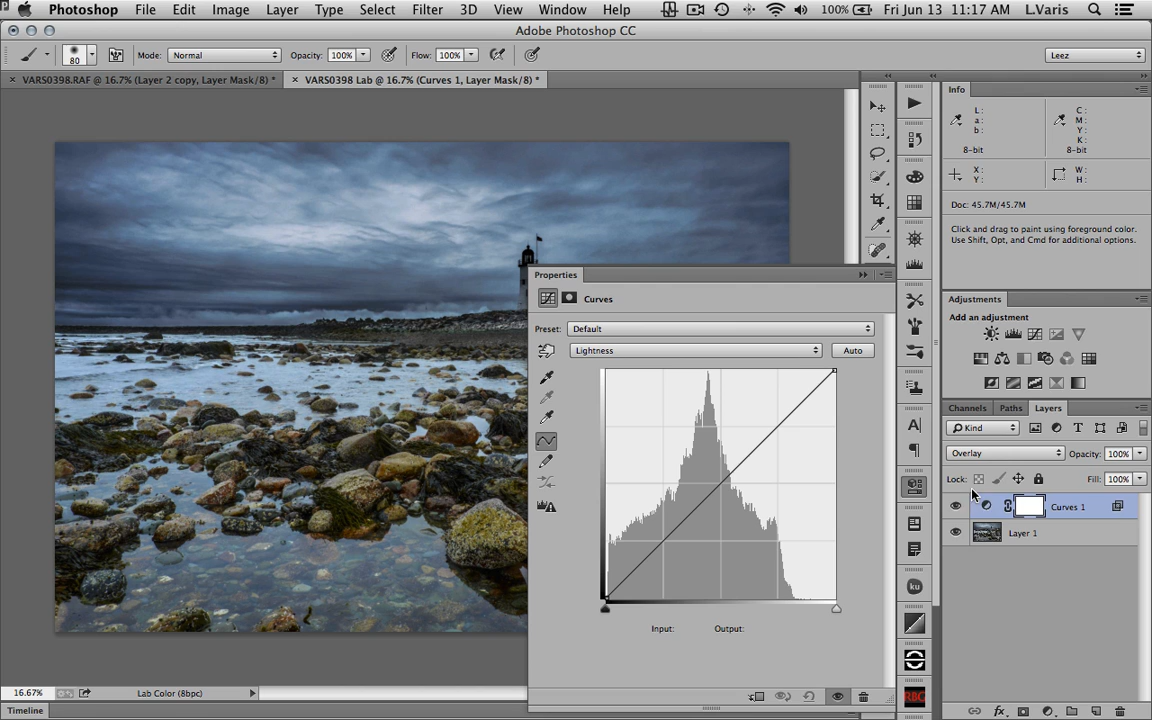 Photoshop File Edit Image Layer Type Select Filter 3D View Window Help 100% Fri Jun 13 11:17 AM L.Varis
Adobe Photoshop CC
80 Mode: Normal Opacity: 100% Flow: 100% Leez
× VARS0398.RAF @ 16.7% (Layer 2 copy, Layer Mask/8) * × VARS0398 Lab @ 16.7% (Curves 1, Layer Mask/8) *
Info
L:
a:
b:
8-bit
C:
M:
Y:
K:
8-bit
X:
Y:
W:
H:
Doc: 45.7M/45.7M
Click and drag to paint using foreground color.
Use Shift, Opt, and Cmd for additional options.
Properties
Curves
Preset: Default
Lightness Auto
Input: Output:
Adjustments
Add an adjustment
Channels Paths Layers
Kind
Overlay Opacity: 100%
Lock: Fill: 100%
Curves 1
Layer 1
A
ku
RBG
16.67% Lab Color (8bpc)
Timeline